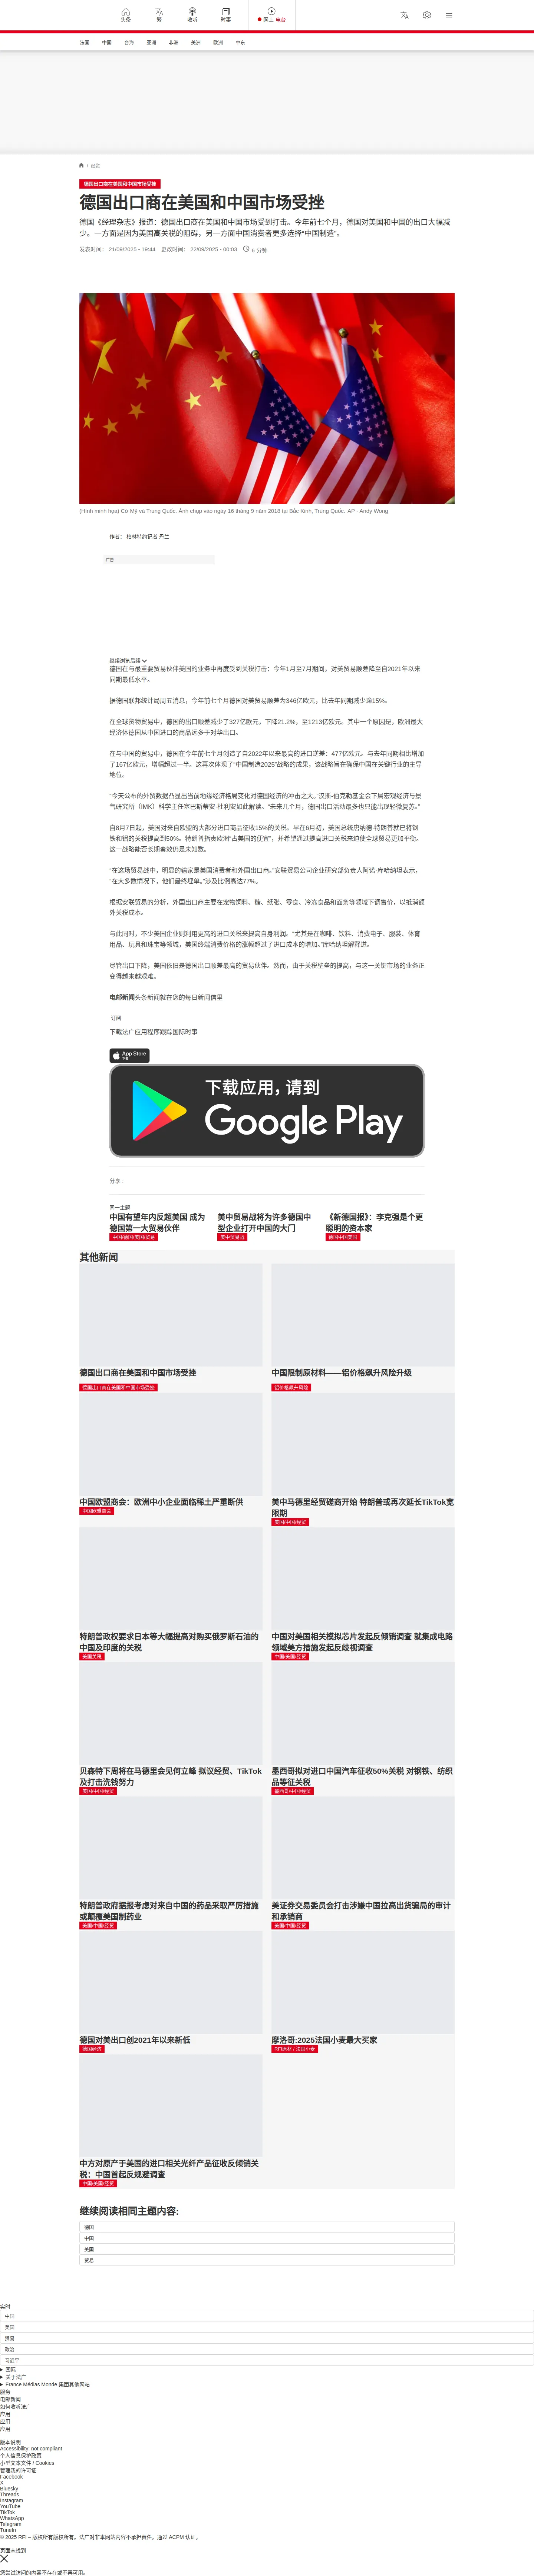 头条
繁
收听
时事
网上 电台
法国 中国 台海 亚洲 非洲 美洲 欧洲 中东
/ 经贸
德国出口商在美国和中国市场受挫
德国出口商在美国和中国市场受挫
德国《经理杂志》报道：德国出口商在美国和中国市场受到打击。今年前七个月，德国对美国和中国的出口大幅减
少。一方面是因为美国高关税的阻碍，另一方面中国消费者更多选择“中国制造”。
发表时间： 21/09/2025 - 19:44 更改时间： 22/09/2025 - 00:03 6 分钟
(Hình minh họa) Cờ Mỹ và Trung Quốc. Ảnh chụp vào ngày 16 tháng 9 năm 2018 tại Bắc Kinh, Trung Quốc. AP - Andy Wong
作者： 柏林特约记者 丹兰
广告
继续浏览后续
德国在与最重要贸易伙伴美国的业务中再度受到关税打击：今年1月至7月期间，对美贸易顺差降至自2021年以来
同期最低水平。
据德国联邦统计局周五消息，今年前七个月德国对美贸易顺差为346亿欧元，比去年同期减少逾15%。
在全球货物贸易中，德国的出口顺差减少了327亿欧元，下降21.2%，至1213亿欧元。其中一个原因是，欧洲最大
经济体德国从中国进口的商品远多于对华出口。
在与中国的贸易中，德国今年前七个月创造了自2022年以来最高的进口逆差：477亿欧元。与去年同期相比增加
了167亿欧元，增幅超过一半。这再次体现了“中国制造2025”战略的成果，该战略旨在确保中国在关键行业的主导
地位。
“今天公布的外贸数据凸显出当前地缘经济格局变化对德国经济的冲击之大。”汉斯-伯克勒基金会下属宏观经济与景
气研究所（IMK）科学主任塞巴斯蒂安·杜利安如此解读。“未来几个月，德国出口活动最多也只能出现轻微复苏。”
自8月7日起，美国对来自欧盟的大部分进口商品征收15%的关税。早在6月初，美国总统唐纳德·特朗普就已将钢
铁和铝的关税提高到50%。特朗普指责欧洲“占美国的便宜”，并希望通过提高进口关税来迫使全球贸易更加平衡。
这一战略能否长期奏效仍是未知数。
“在这场贸易战中，明显的输家是美国消费者和外国出口商。”安联贸易公司企业研究部负责人阿诺·库哈纳坦表示，
“在大多数情况下，他们最终埋单。”涉及比例高达77%。
根据安联贸易的分析，外国出口商主要在宠物饲料、糖、纸张、零食、冷冻食品和面条等领域下调售价，以抵消额
外关税成本。
与此同时，不少美国企业则利用更高的进口关税来提高自身利润。“尤其是在咖啡、饮料、消费电子、服装、体育
用品、玩具和珠宝等领域，美国终端消费价格的涨幅超过了进口成本的增加。”库哈纳坦解释道。
尽管出口下降，美国依旧是德国出口顺差最高的贸易伙伴。然而，由于关税壁垒的提高，与这一关键市场的业务正
变得越来越艰难。
电邮新闻头条新闻就在您的每日新闻信里
订阅
下载法广应用程序跟踪国际时事
App Store
下载
下载应用，请到
Google Play
分享 :
同一主题
中国有望年内反超美国 成为
德国第一大贸易伙伴
中国/德国/美国/贸易
美中贸易战将为许多德国中
型企业打开中国的大门
美中贸易战
《新德国报》：李克强是个更
聪明的资本家
德国中国美国
其他新闻
德国出口商在美国和中国市场受挫
德国出口商在美国和中国市场受挫
中国限制原材料——铝价格飙升风险升级
铝价格飙升风险
中国欧盟商会：欧洲中小企业面临稀土严重断供
中国欧盟商会
美中马德里经贸磋商开始 特朗普或再次延长TikTok宽
限期
美国/中国/经贸
特朗普政权要求日本等大幅提高对购买俄罗斯石油的
中国及印度的关税
美国关税
中国对美国相关模拟芯片发起反倾销调查 就集成电路
领域美方措施发起反歧视调查
中国/美国/经贸
贝森特下周将在马德里会见何立峰 拟议经贸、TikTok
及打击洗钱努力
美国/中国/经贸
墨西哥拟对进口中国汽车征收50%关税 对钢铁、纺织
品等征关税
墨西哥/中国/经贸
特朗普政府据报考虑对来自中国的药品采取严厉措施
或颠覆美国制药业
美国/中国/经贸
美证券交易委员会打击涉嫌中国拉高出货骗局的审计
和承销商
美国/中国/经贸
德国对美出口创2021年以来新低
德国经济
摩洛哥:2025法国小麦最大买家
RFI原材 / 法国小麦
中方对原产于美国的进口相关光纤产品征收反倾销关
税：中国首起反规避调查
中国/美国/经贸
继续阅读相同主题内容:
德国
中国
美国
贸易
实时
中国
美国
贸易
政治
习近平
国际
关于法广
France Médias Monde 集团其他网站
服务
电邮新闻
如何收听法广
应用
应用
应用
版本说明
Accessibility: not compliant
个人信息保护政策
小型文本文件 / Cookies
管理我的许可证
Facebook
X
Bluesky
Threads
Instagram
YouTube
TikTok
WhatsApp
Telegram
TuneIn
© 2025 RFI – 版权所有版权所有。法广对非本网站内容不承担责任。通过 ACPM 认证。
页面未找到
您尝试访问的内容不存在或不再可用。